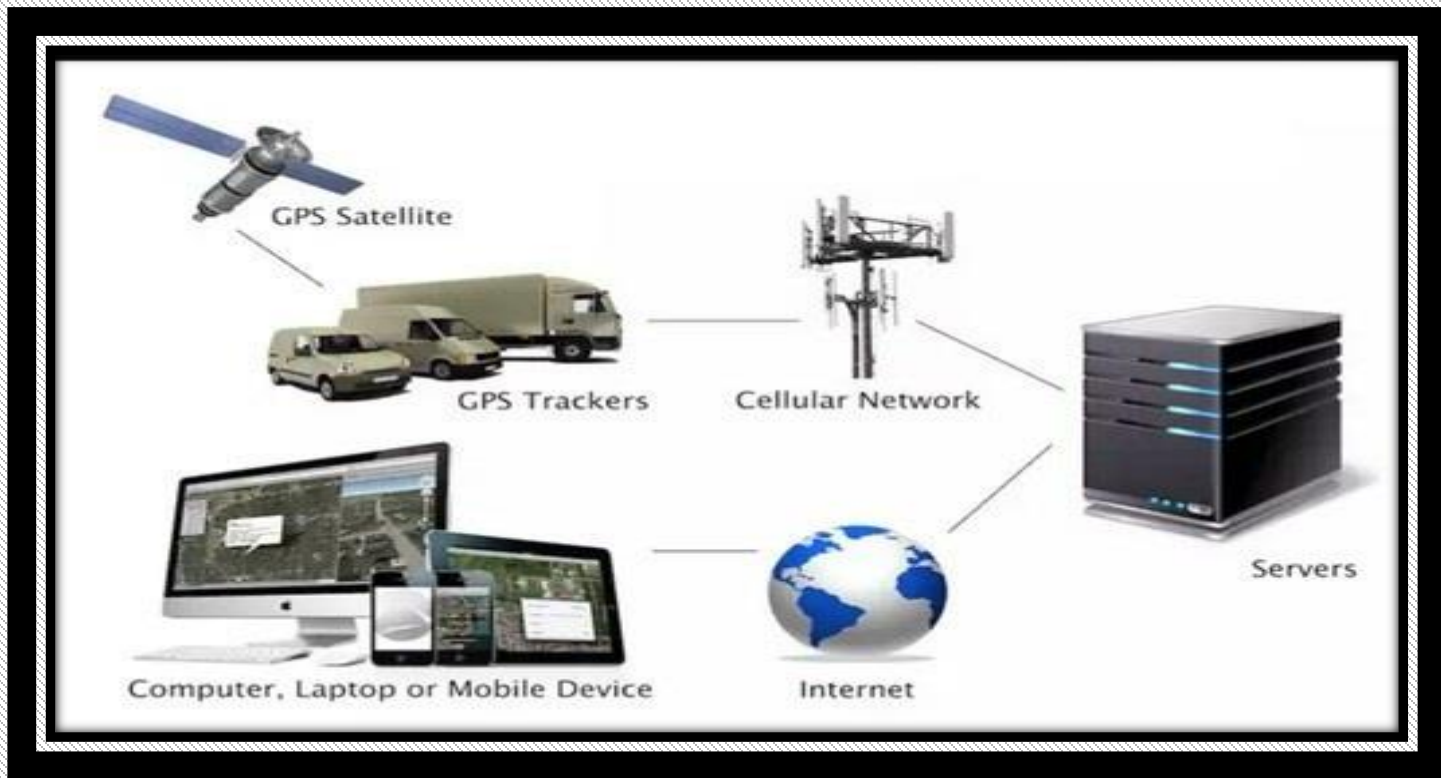 GPS Satellite
GPS Trackers
Cellular Network
Servers
Computer, Laptop or Mobile Device
Internet